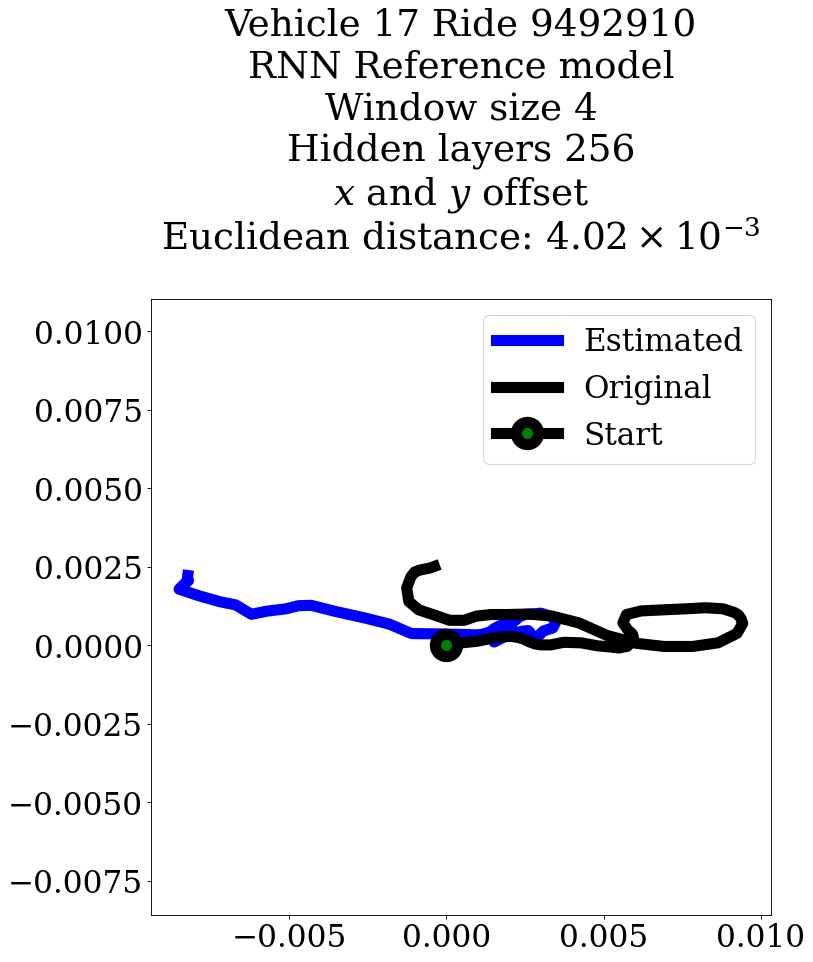 Vehicle 17 Ride 9492910
RNN Reference model
Window size 4
Hidden layers 256
x and y offset
Euclidean distance: 4.02 × 10⁻³
Estimated
Original
Start
0.0100
0.0075
0.0050
0.0025
0.0000
−0.0025
−0.0050
−0.0075
−0.005 0.000 0.005 0.010